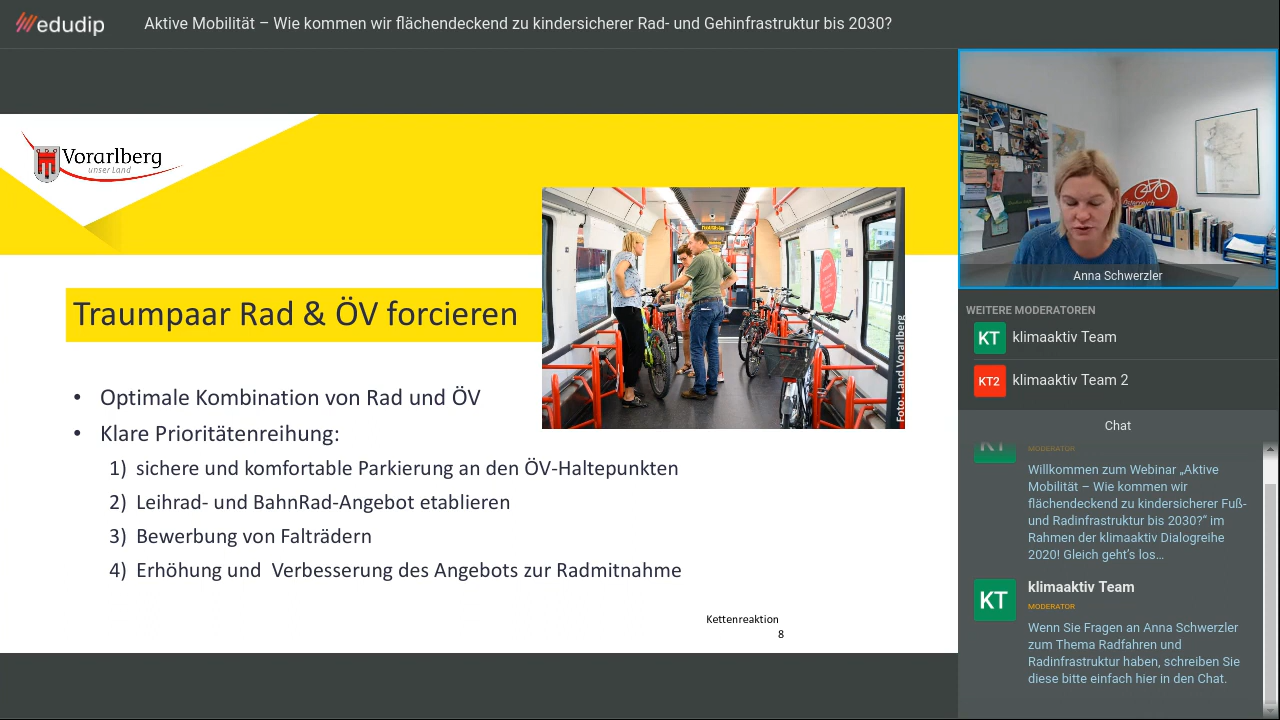 edudip
Aktive Mobilität – Wie kommen wir flächendeckend zu kindersicherer Rad- und Gehinfrastruktur bis 2030?
Vorarlberg
unser Land
Foto: Land Vorarlberg
Traumpaar Rad & ÖV forcieren
• Optimale Kombination von Rad und ÖV
• Klare Prioritätenreihung:
1) sichere und komfortable Parkierung an den ÖV-Haltepunkten
2) Leihrad- und BahnRad-Angebot etablieren
3) Bewerbung von Falträdern
4) Erhöhung und  Verbesserung des Angebots zur Radmitnahme
Kettenreaktion
8
österreich
Anna Schwerzler
WEITERE MODERATOREN
KT klimaaktiv Team
KT2 klimaaktiv Team 2
Chat
KT
MODERATOR
Willkommen zum Webinar „Aktive
Mobilität – Wie kommen wir
flächendeckend zu kindersicherer Fuß-
und Radinfrastruktur bis 2030?“ im
Rahmen der klimaaktiv Dialogreihe
2020! Gleich geht's los…
KT klimaaktiv Team
MODERATOR
Wenn Sie Fragen an Anna Schwerzler
zum Thema Radfahren und
Radinfrastruktur haben, schreiben Sie
diese bitte einfach hier in den Chat.